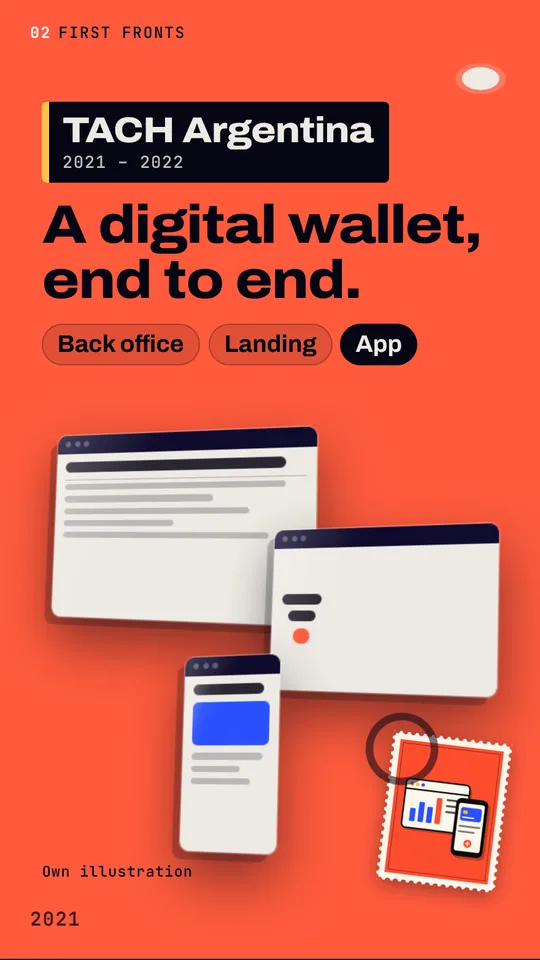 02 FIRST FRONTS
TACH Argentina
2021 – 2022
A digital wallet,
end to end.
Back office Landing App
Own illustration
2021